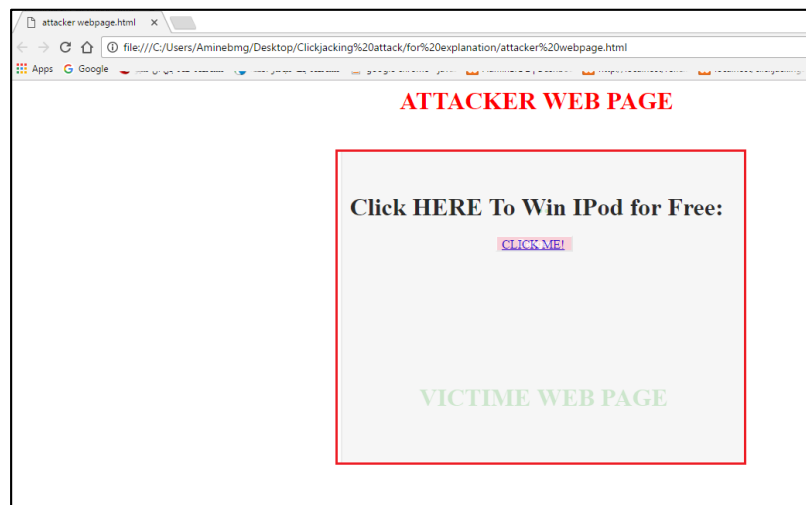 attacker webpage.html
file:///C:/Users/Aminebmg/Desktop/Clickjacking%20attack/for%20explanation/attacker%20webpage.html
Apps Google
ATTACKER WEB PAGE
Click HERE To Win IPod for Free:
CLICK ME!
VICTIME WEB PAGE